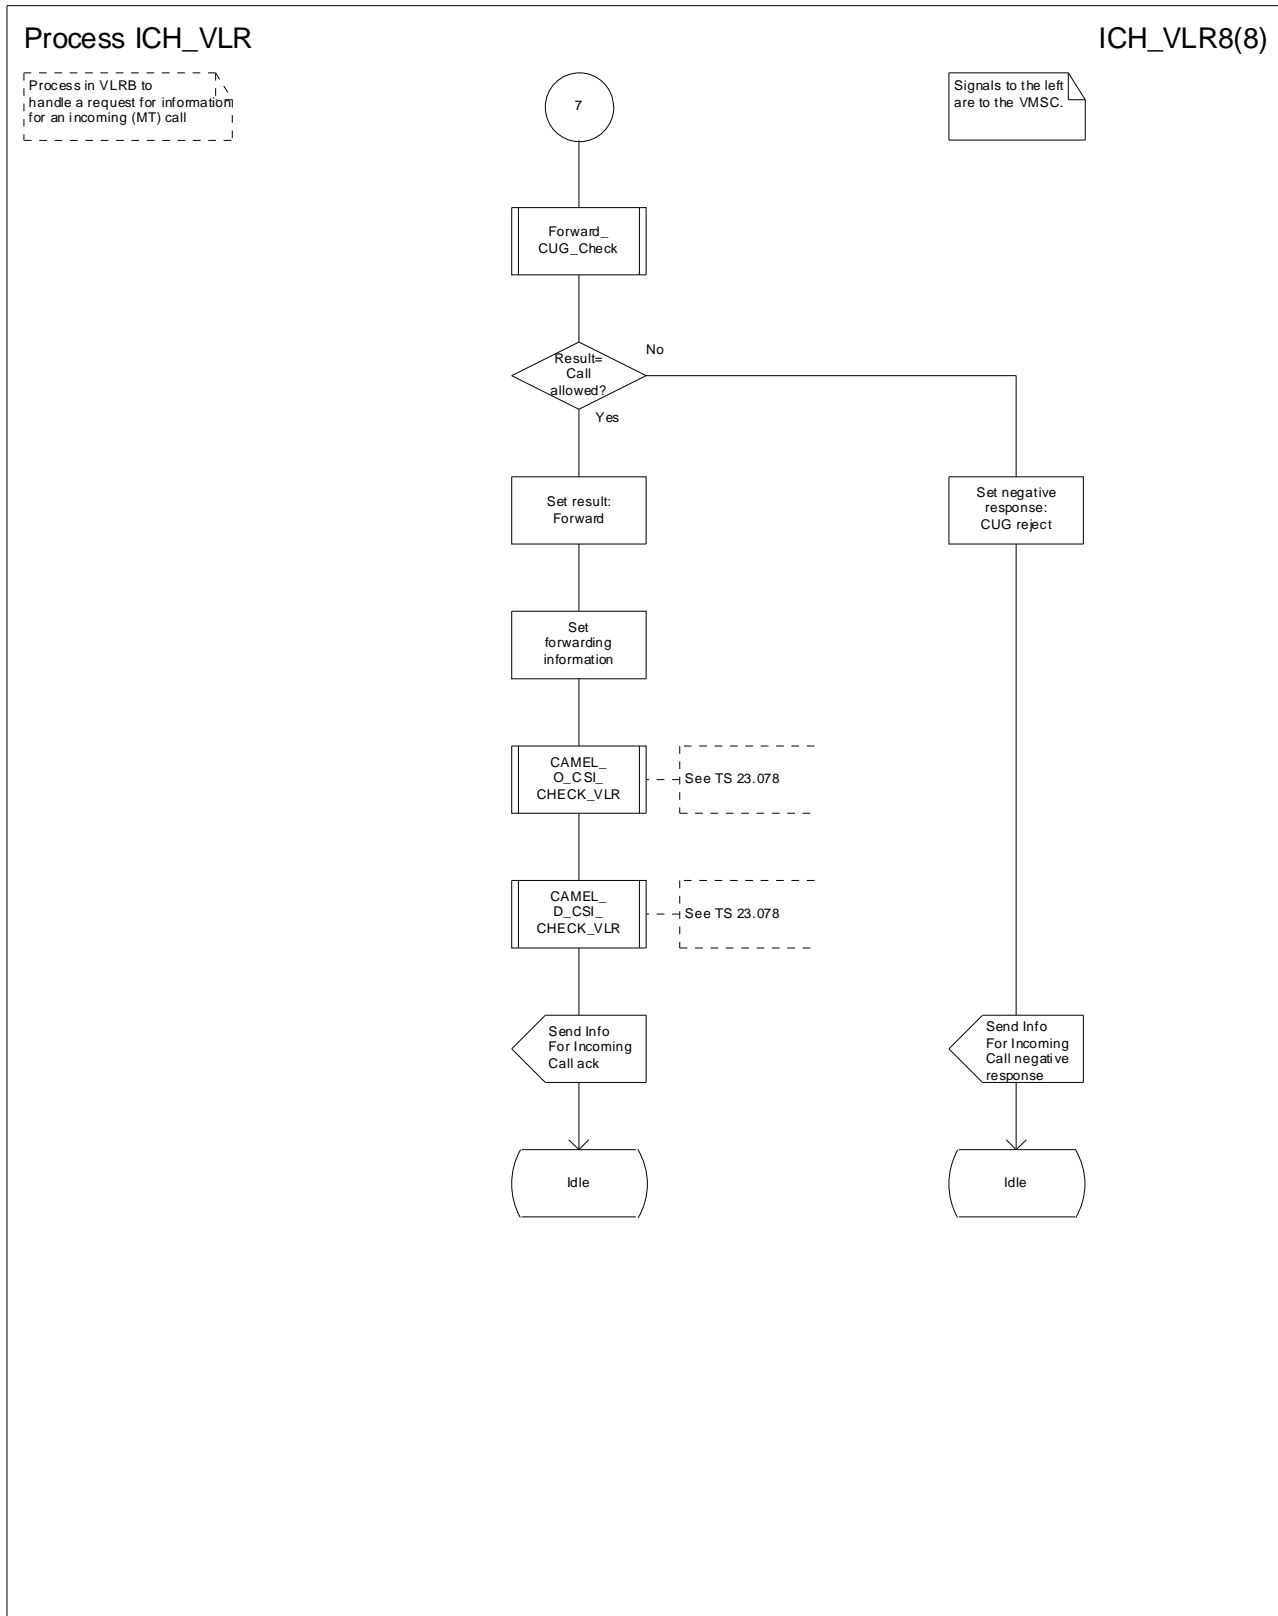 Process ICH_VLR
ICH_VLR8(8)
Process in VLRB to
handle a request for information
for an incoming (MT) call
7
Signals to the left
are to the VMSC.
Forward_
CUG_Check
Result=
Call
allowed?
No
Yes
Set result:
Forward
Set negative
response:
CUG reject
Set
forwarding
information
CAMEL_
O_CSI_
CHECK_VLR
See TS 23.078
CAMEL_
D_CSI_
CHECK_VLR
See TS 23.078
Send Info
For Incoming
Call ack
Send Info
For Incoming
Call negative
response
Idle
Idle